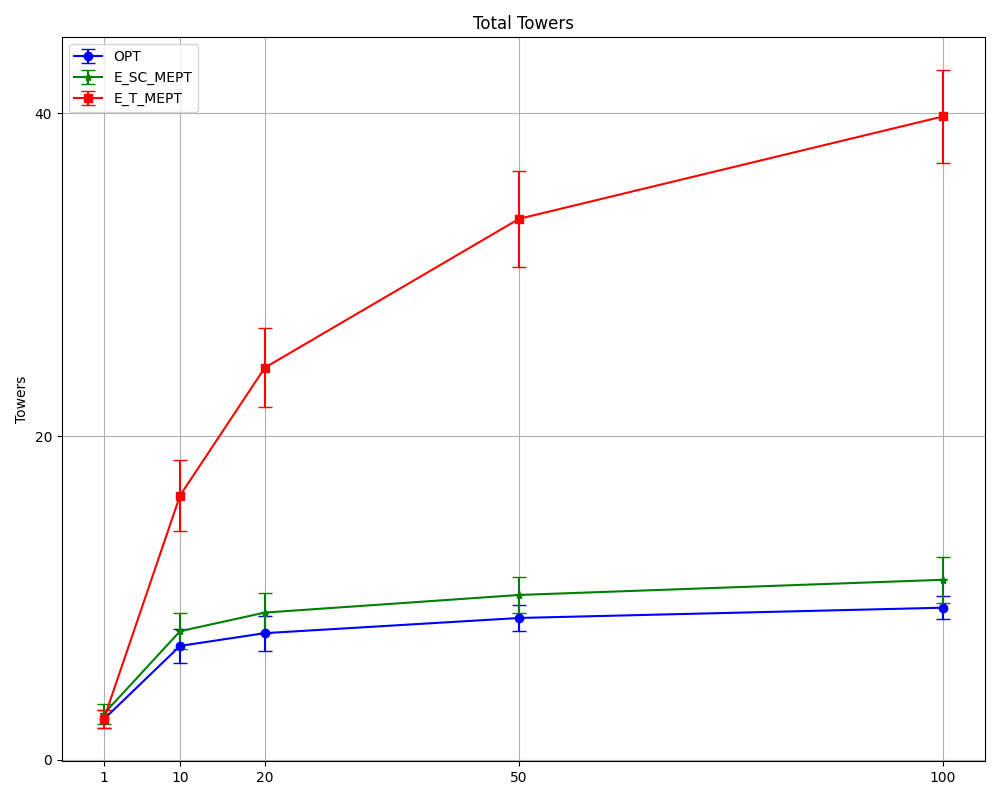 Total Towers
OPT
E_SC_MEPT
E_T_MEPT
40
20
0
Towers
1 10 20 50 100